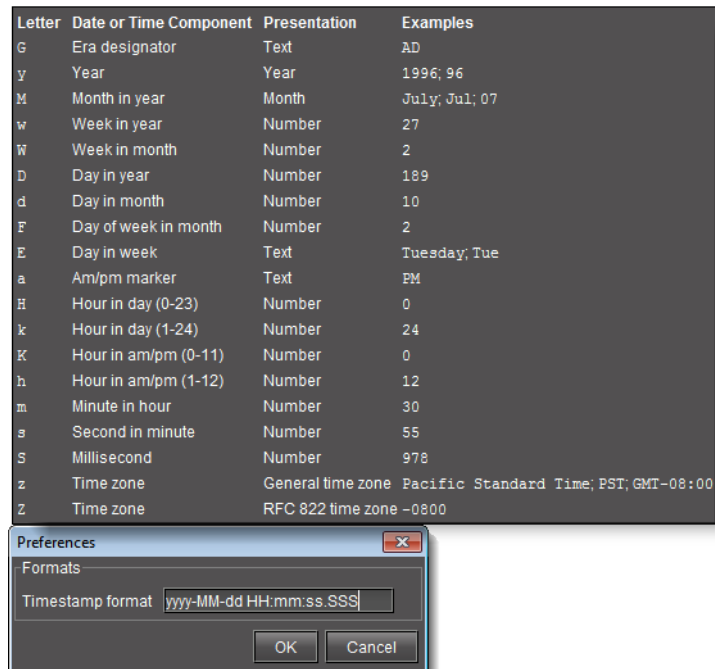 Letter Date or Time Component Presentation Examples
G Era designator Text AD
y Year Year 1996; 96
M Month in year Month July; Jul; 07
w Week in year Number 27
W Week in month Number 2
D Day in year Number 189
d Day in month Number 10
F Day of week in month Number 2
E Day in week Text Tuesday; Tue
a Am/pm marker Text PM
H Hour in day (0-23) Number 0
k Hour in day (1-24) Number 24
K Hour in am/pm (0-11) Number 0
h Hour in am/pm (1-12) Number 12
m Minute in hour Number 30
s Second in minute Number 55
S Millisecond Number 978
z Time zone General time zone Pacific Standard Time; PST; GMT-08:00
Z Time zone RFC 822 time zone -0800
Preferences
Formats
Timestamp format yyyy-MM-dd HH:mm:ss.SSS
OK Cancel